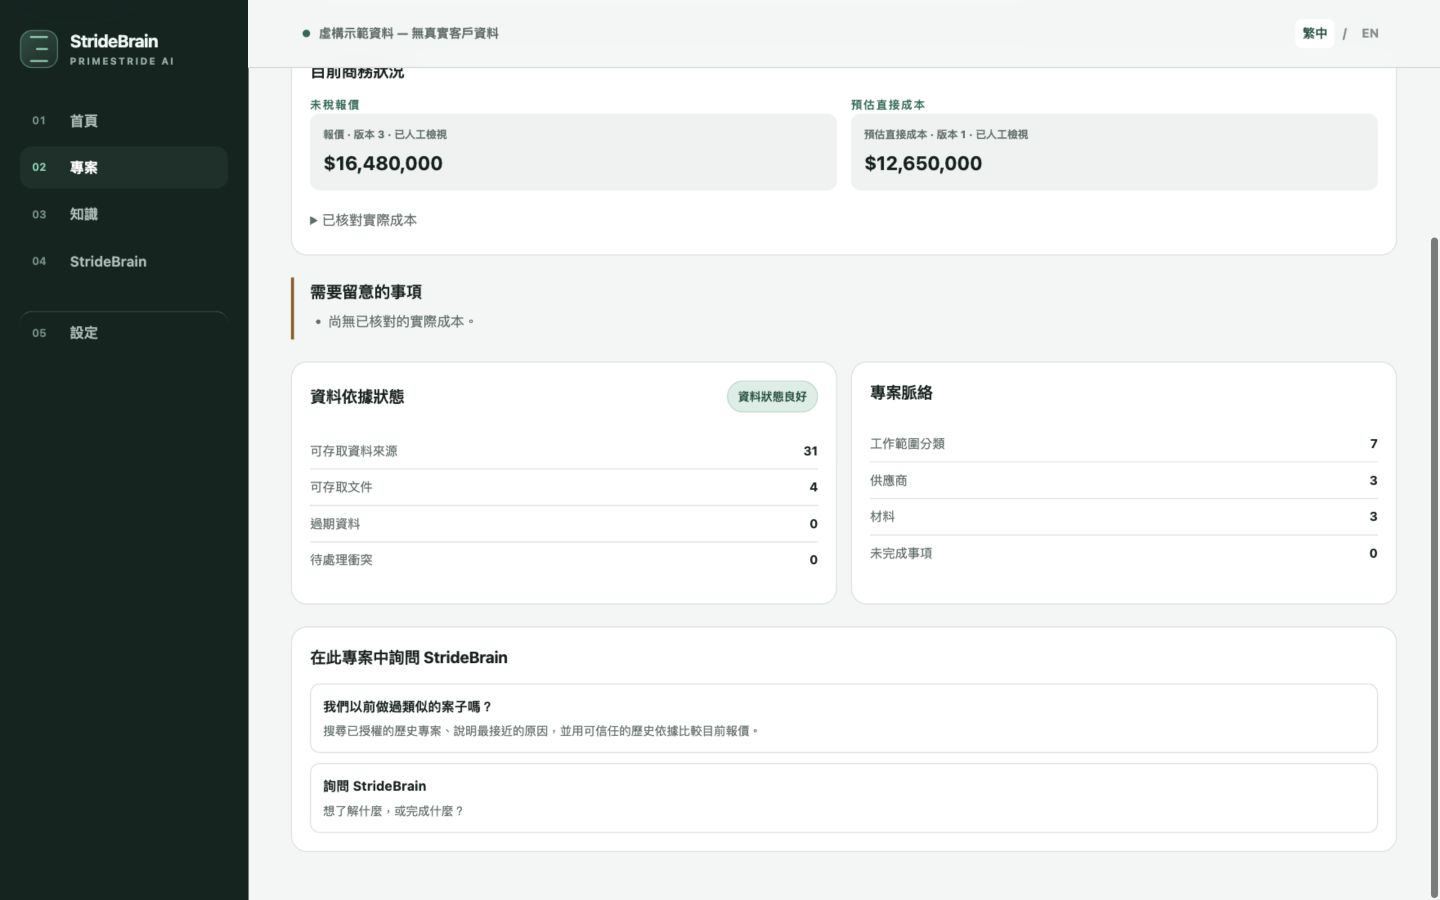 StrideBrain
PRIMESTRIDE AI
01 首頁
02 專案
03 知識
04 StrideBrain
05 設定
虛構示範資料 — 無真實客戶資料
繁中 / EN
目前商務狀況
未稅報價
報價 · 版本 3 · 已人工檢視
$16,480,000
預估直接成本
預估直接成本 · 版本 1 · 已人工檢視
$12,650,000
▶ 已核對實際成本
需要留意的事項
• 尚無已核對的實際成本。
資料依據狀態
資料狀態良好
可存取資料來源 31
可存取文件 4
過期資料 0
待處理衝突 0
專案脈絡
工作範圍分類 7
供應商 3
材料 3
未完成事項 0
在此專案中詢問 StrideBrain
我們以前做過類似的案子嗎？
搜尋已授權的歷史專案、說明最接近的原因，並用可信任的歷史依據比較目前報價。
詢問 StrideBrain
想了解什麼，或完成什麼？